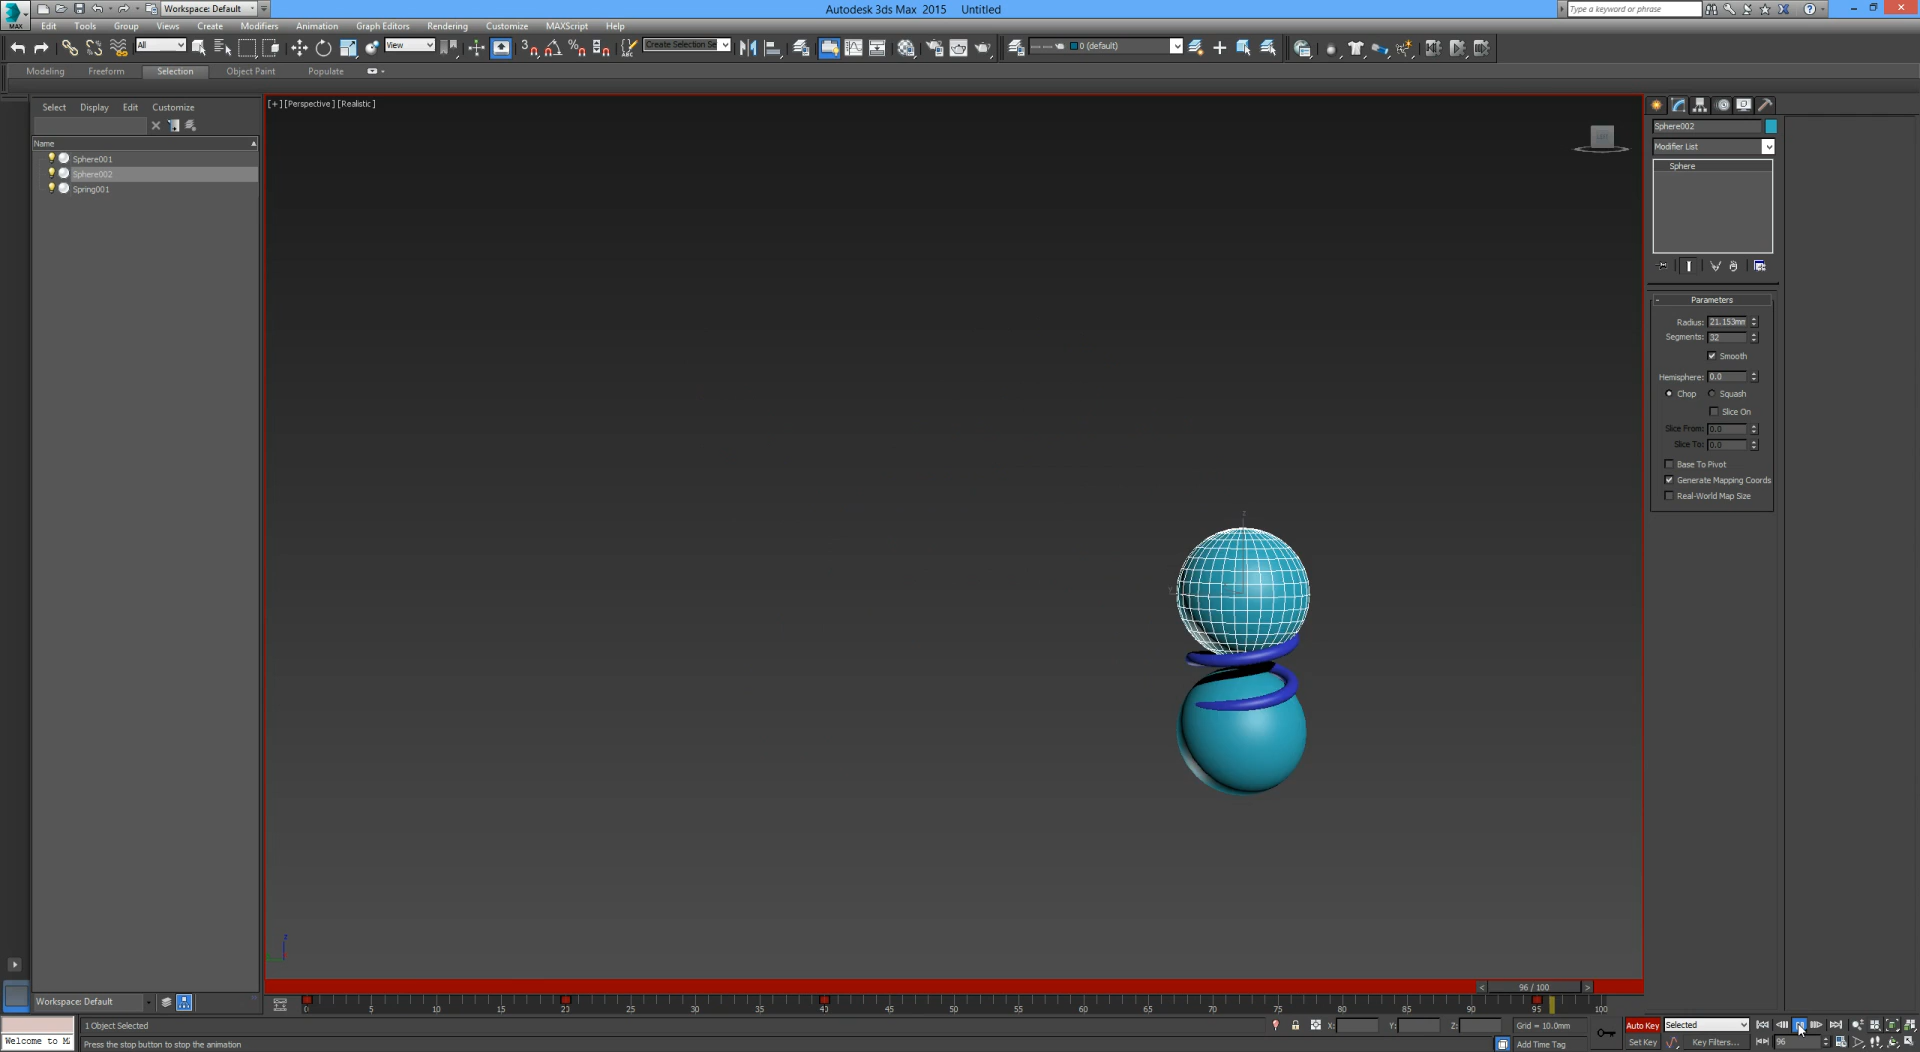 Workspace: Default
Autodesk 3ds Max 2015 Untitled
Type a keyword or phrase
MAX
Edit Tools Group Views Create Modifiers Animation Graph Editors Rendering Customize MAXScript Help
All View Create Selection Se 0 (default)
Modeling Freeform Selection Object Paint Populate
Select Display Edit Customize
[+] [Perspective] [Realistic]
Name
Sphere001
Sphere002
Spring001
Sphere002
Modifier List
Sphere
- Parameters
Radius: 21.153mm
Segments: 32
Smooth
Hemisphere: 0.0
Chop Squash
Slice On
Slice From: 0.0
Slice To: 0.0
Base To Pivot
Generate Mapping Coords
Real-World Map Size
z
z
< 96 / 100 >
Workspace: Default
5 10 15 30 35 45 50 55 60 65 70 75 80 85 90 95 100
1 Object Selected
X: Y: Z: Grid = 10.0mm
Auto Key Selected
Welcome to M
Press the stop button to stop the animation
Add Time Tag
Set Key Key Filters... 96